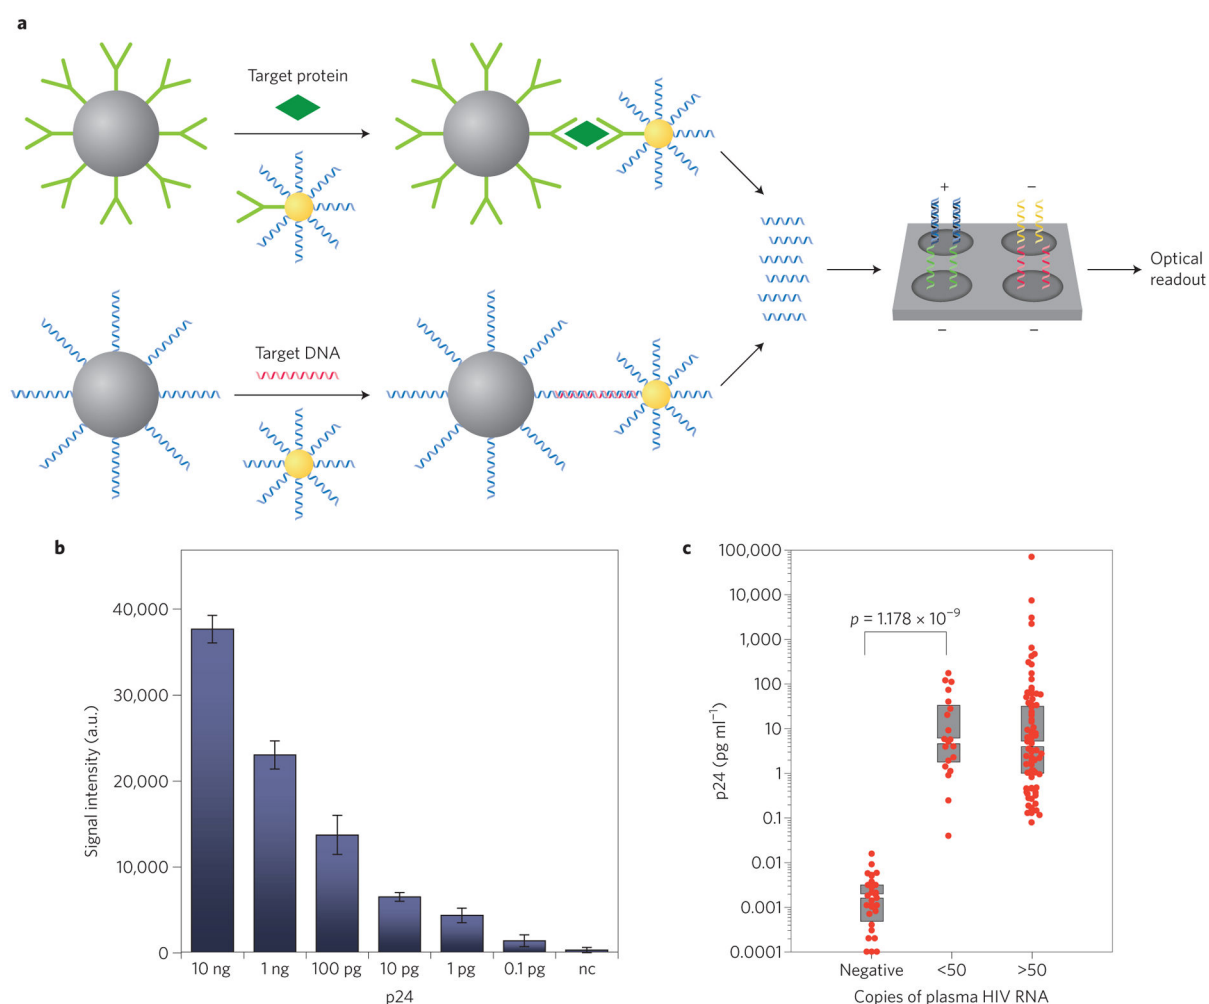 a
Target protein
+ −
Optical
readout
− −
Target DNA
b
Signal intensity (a.u.)
40,000
30,000
20,000
10,000
0
10 ng 1 ng 100 pg 10 pg 1 pg 0.1 pg nc
p24
c
p24 (pg ml⁻¹)
100,000
10,000
1,000
100
10
1
0.1
0.01
0.001
0.0001
p = 1.178 × 10⁻⁹
Negative <50 >50
Copies of plasma HIV RNA